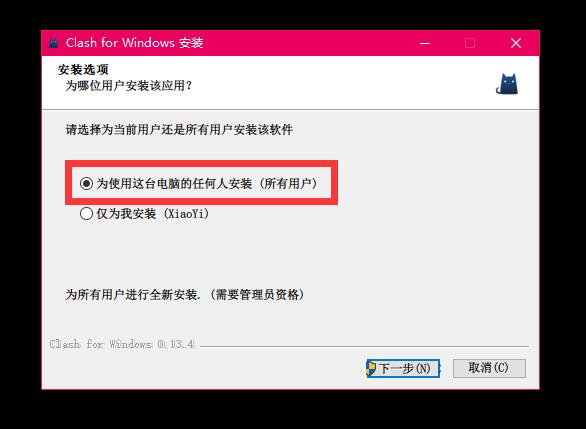 Clash for Windows 安装
安装选项
为哪位用户安装该应用？
请选择为当前用户还是所有用户安装该软件
为使用这台电脑的任何人安装 (所有用户)
仅为我安装 (XiaoYi)
为所有用户进行全新安装. (需要管理员资格)
Clash for Windows 0.13.4
下一步(N)
取消(C)